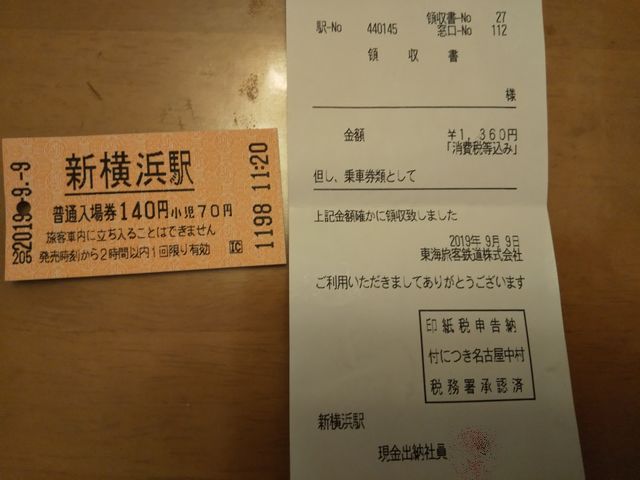 2019.-9.-9
新横浜駅
普通入場券140円小児70円
旅客車内に立ち入ることはできません
発売時刻から2時間以内1回限り有効
205
1198 11:20
駅-No 440145
領収書-No 27
窓口-No 112
領収書
様
金額 ¥1,360円
「消費税等込み」
但し、乗車券類として
上記金額確かに領収致しました
2019年 9月 9日
東海旅客鉄道株式会社
ご利用いただきましてありがとうございます
印紙税申告納
付につき名古屋中村
税務署承認済
新横浜駅
現金出納社員